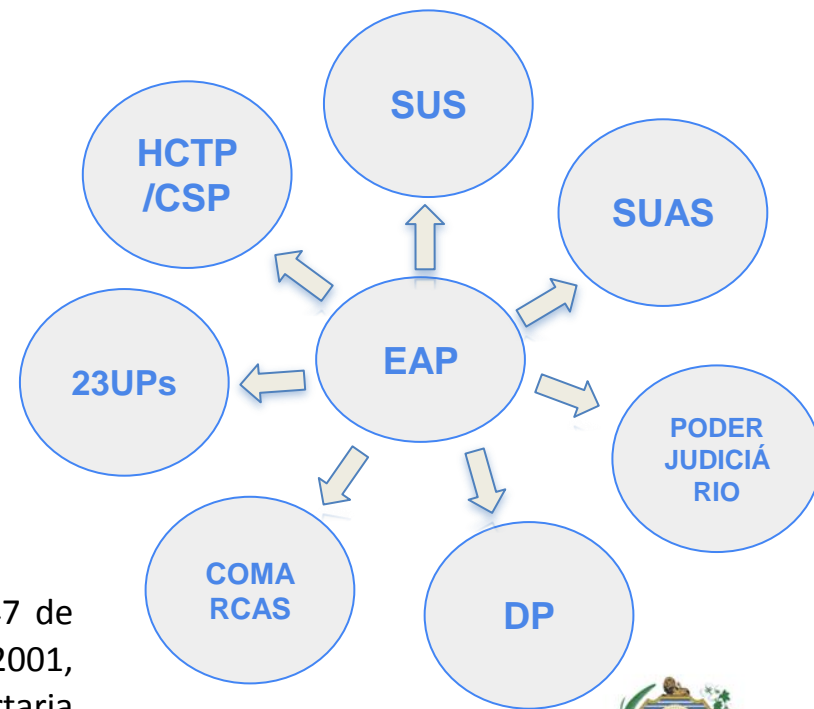 SUS
HCTP
/CSP
SUAS
EAP
23UPs
PODER
JUDICIÁ
RIO
COMA
RCAS
DP
7 de
2001,